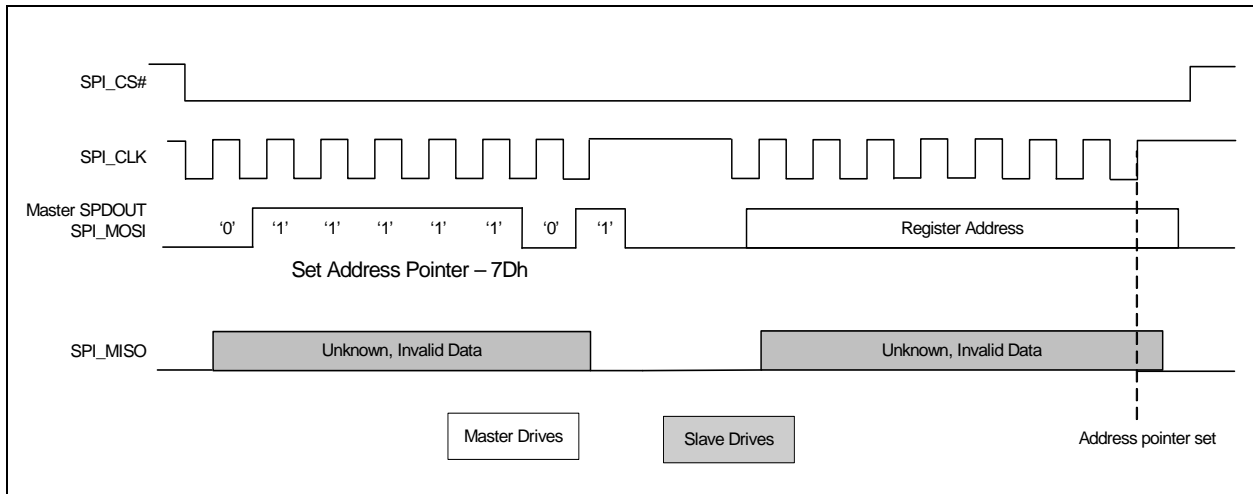 SPI_CS#
SPI_CLK
Master SPDOUT
SPI_MOSI
‘0’ ‘1’ ‘1’ ‘1’ ‘1’ ‘1’ ‘0’ ‘1’
Register Address
Set Address Pointer – 7Dh
SPI_MISO
Unknown, Invalid Data
Unknown, Invalid Data
Master Drives
Slave Drives
Address pointer set